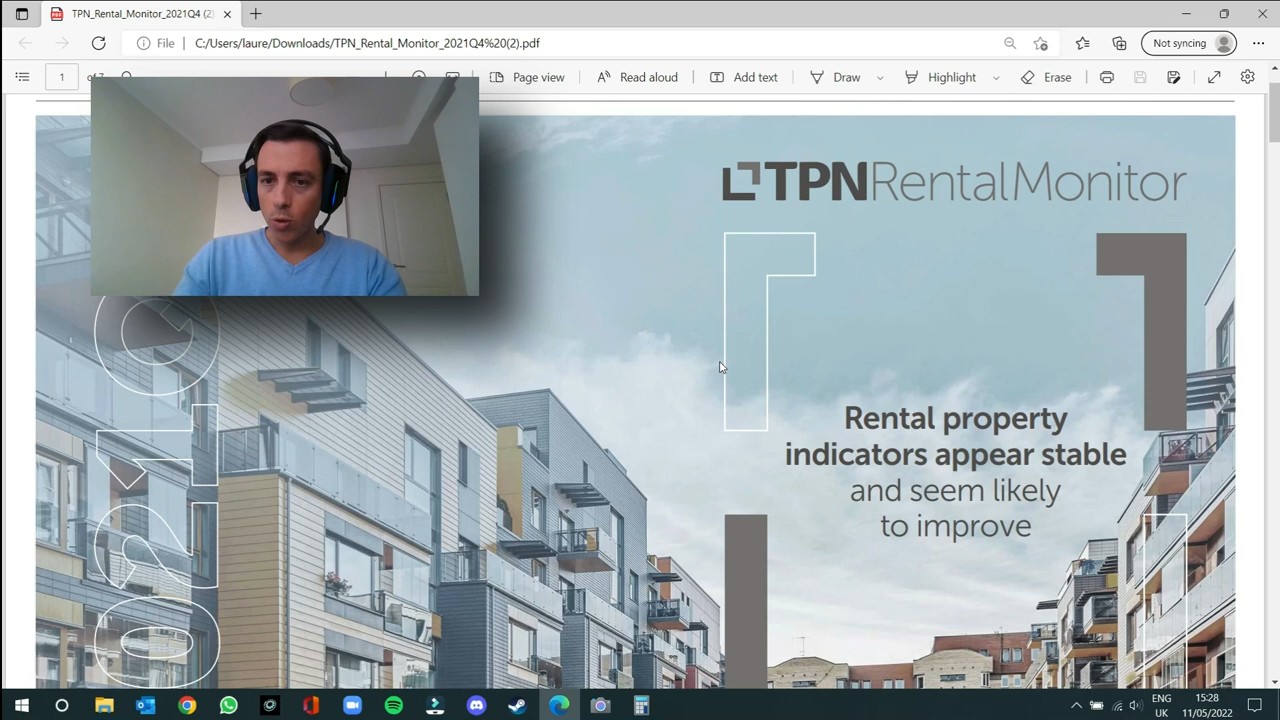 TPN_Rental_Monitor_2021Q4 (2)
File
C:/Users/laure/Downloads/TPN_Rental_Monitor_2021Q4%20(2).pdf
Not syncing
1
of 7
Page view
Read aloud
Add text
Draw
Highlight
Erase
TPNRentalMonitor
Rental property
indicators appear stable
and seem likely
to improve
ENG
UK
15:28
11/05/2022